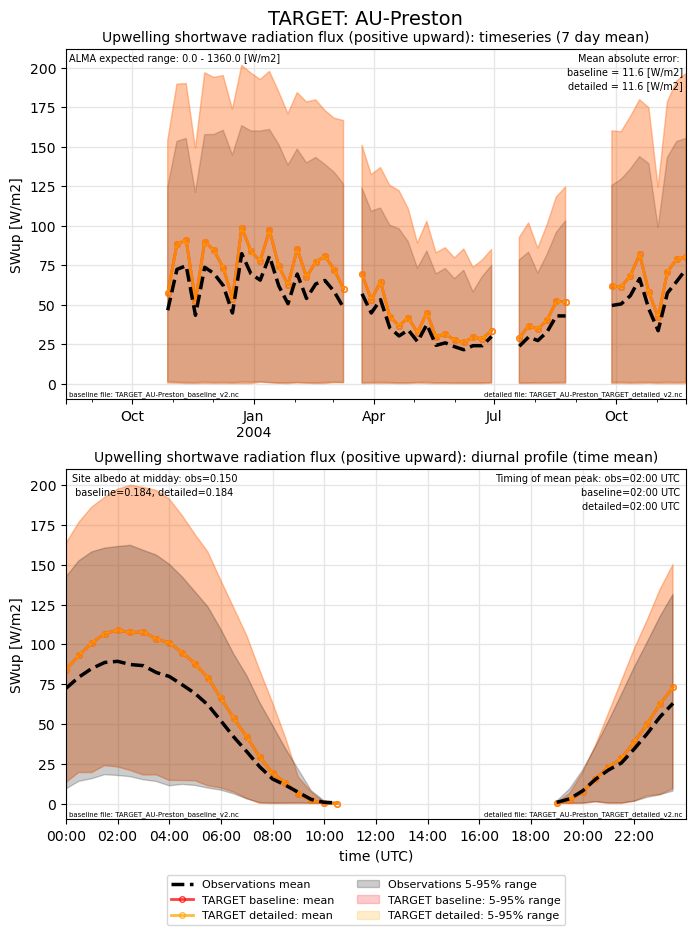 TARGET: AU-Preston
Upwelling shortwave radiation flux (positive upward): timeseries (7 day mean)
ALMA expected range: 0.0 - 1360.0 [W/m2]
Mean absolute error:
baseline = 11.6 [W/m2]
detailed = 11.6 [W/m2]
200
175
150
125
100
75
50
25
0
SWup [W/m2]
baseline file: TARGET_AU-Preston_baseline_v2.nc
detailed file: TARGET_AU-Preston_TARGET_detailed_v2.nc
Oct Jan Apr Jul Oct
2004
Upwelling shortwave radiation flux (positive upward): diurnal profile (time mean)
Site albedo at midday: obs=0.150
baseline=0.184, detailed=0.184
Timing of mean peak: obs=02:00 UTC
baseline=02:00 UTC
detailed=02:00 UTC
200
175
150
125
100
75
50
25
0
SWup [W/m2]
baseline file: TARGET_AU-Preston_baseline_v2.nc
detailed file: TARGET_AU-Preston_TARGET_detailed_v2.nc
00:00 02:00 04:00 06:00 08:00 10:00 12:00 14:00 16:00 18:00 20:00 22:00
time (UTC)
Observations mean
TARGET baseline: mean
TARGET detailed: mean
Observations 5-95% range
TARGET baseline: 5-95% range
TARGET detailed: 5-95% range